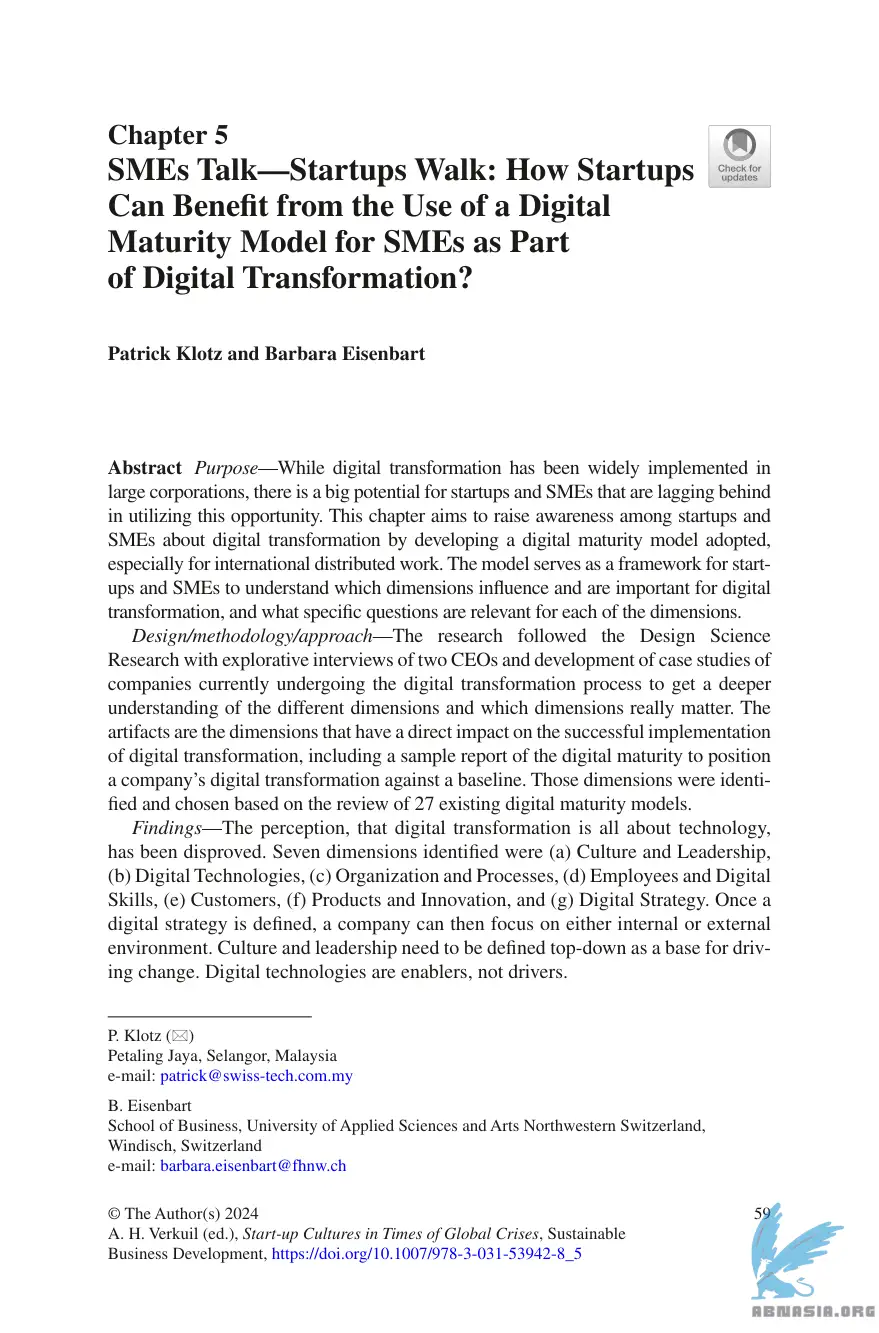 Chapter 5
SMEs Talk—Startups Walk: How Startups
Can Benefit from the Use of a Digital
Maturity Model for SMEs as Part
of Digital Transformation?
Check for
updates
Patrick Klotz and Barbara Eisenbart
Abstract Purpose—While digital transformation has been widely implemented in
large corporations, there is a big potential for startups and SMEs that are lagging behind
in utilizing this opportunity. This chapter aims to raise awareness among startups and
SMEs about digital transformation by developing a digital maturity model adopted,
especially for international distributed work. The model serves as a framework for start-
ups and SMEs to understand which dimensions influence and are important for digital
transformation, and what specific questions are relevant for each of the dimensions.
Design/methodology/approach—The research followed the Design Science
Research with explorative interviews of two CEOs and development of case studies of
companies currently undergoing the digital transformation process to get a deeper
understanding of the different dimensions and which dimensions really matter. The
artifacts are the dimensions that have a direct impact on the successful implementation
of digital transformation, including a sample report of the digital maturity to position
a company's digital transformation against a baseline. Those dimensions were identi-
fied and chosen based on the review of 27 existing digital maturity models.
Findings—The perception, that digital transformation is all about technology,
has been disproved. Seven dimensions identified were (a) Culture and Leadership,
(b) Digital Technologies, (c) Organization and Processes, (d) Employees and Digital
Skills, (e) Customers, (f) Products and Innovation, and (g) Digital Strategy. Once a
digital strategy is defined, a company can then focus on either internal or external
environment. Culture and leadership need to be defined top-down as a base for driv-
ing change. Digital technologies are enablers, not drivers.
P. Klotz (✉)
Petaling Jaya, Selangor, Malaysia
e-mail: patrick@swiss-tech.com.my
B. Eisenbart
School of Business, University of Applied Sciences and Arts Northwestern Switzerland,
Windisch, Switzerland
e-mail: barbara.eisenbart@fhnw.ch
© The Author(s) 2024
59
A. H. Verkuil (ed.), Start-up Cultures in Times of Global Crises, Sustainable
Business Development, https://doi.org/10.1007/978-3-031-53942-8_5
ABNASIA.ORG